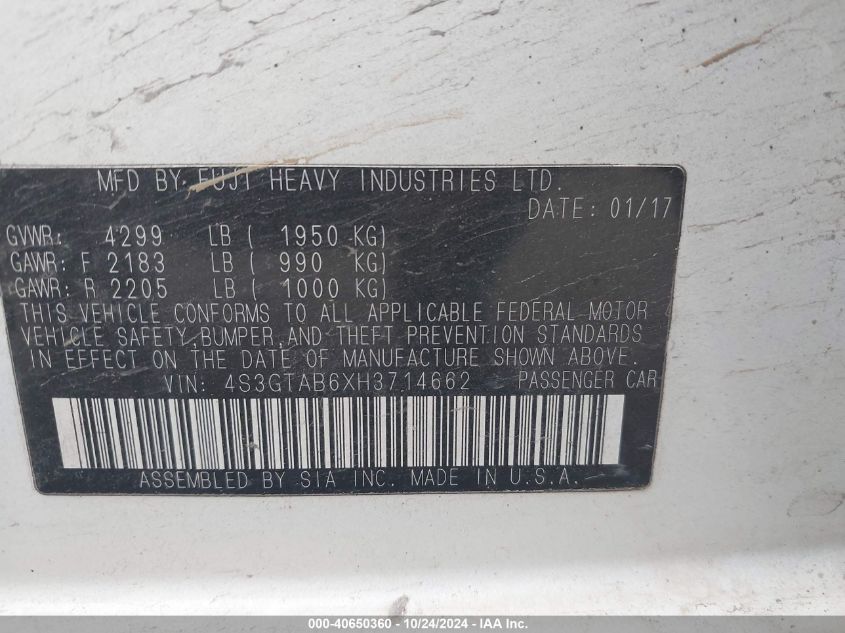 MFD BY FUJI HEAVY INDUSTRIES LTD.
DATE: 01/17
GVWR: 4299 LB ( 1950 KG)
GAWR: F 2183 LB ( 990 KG)
GAWR: R 2205 LB ( 1000 KG)
THIS VEHICLE CONFORMS TO ALL APPLICABLE FEDERAL MOTOR
VEHICLE SAFETY, BUMPER, AND THEFT PREVENTION STANDARDS
IN EFFECT ON THE DATE OF MANUFACTURE SHOWN ABOVE.
VIN: 4S3GTAB6XH3714662 PASSENGER CAR
ASSEMBLED BY SIA INC. MADE IN U.S.A.
000-40650360 - 10/24/2024 - IAA Inc.